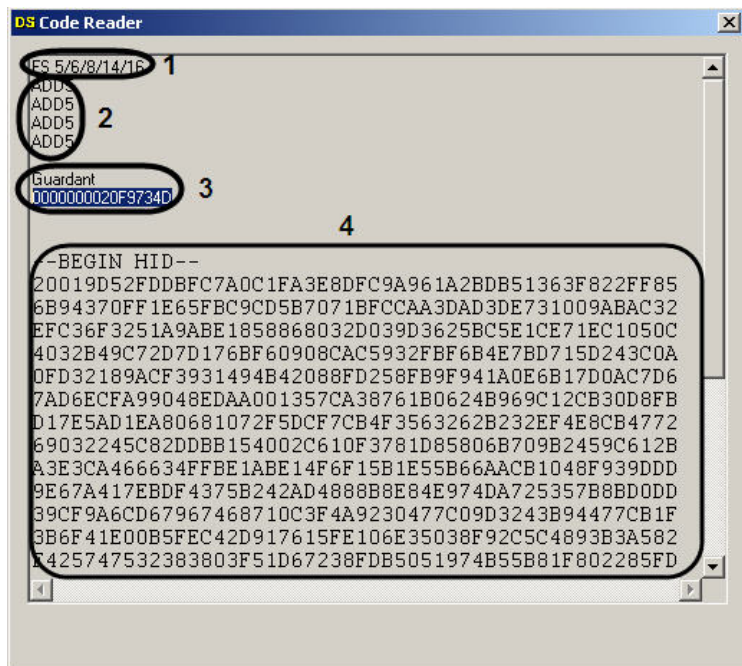 DS Code Reader
FS 5/6/8/14/16
1
ADD5
ADD5
ADD5
ADD5
2
Guardant
0000000020F9734D
3
4
--BEGIN HID--
20019D52FDDBFC7A0C1FA3E8DFC9A961A2BDB51363F822FF85
6B94370FF1E65FBC9CD5B7071BFCCAA3DAD3DE731009ABAC32
EFC36F3251A9ABE1858868032D039D3625BC5E1CE71EC1050C
4032B49C72D7D176BF60908CAC5932FBF6B4E7BD715D243C0A
0FD32189ACF3931494B42088FD258FB9F941A0E6B17D0AC7D6
7AD6ECFA99048EDAA001357CA38761B0624B969C12CB30D8FB
D17E5AD1EA80681072F5DCF7CB4F3563262B232EF4E8CB4772
69032245C82DDBB154002C610F3781D85806B709B2459C612B
A3E3CA466634FFBE1ABE14F6F15B1E55B66AACB1048F939DDD
9E67A417EBDF4375B242AD4888B8E84E974DA725357B8BD0DD
39CF9A6CD67967468710C3F4A9230477C09D3243B94477CB1F
3B6F41E00B5FEC42D917615FE106E35038F92C5C4893B3A582
F425747532383803F51D67238FDB5051974B55B81F802285FD